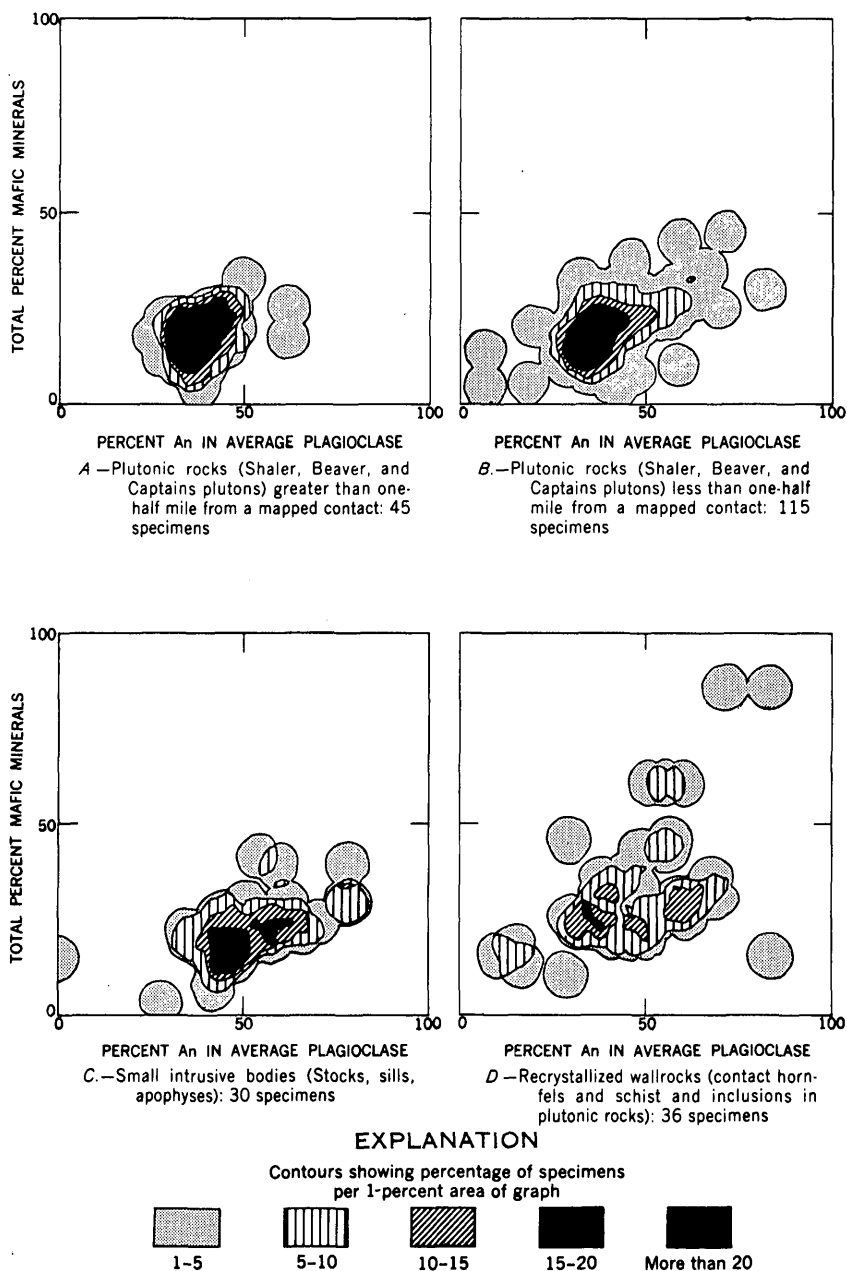 100
50
0
TOTAL PERCENT MAFIC MINERALS
0
50
100
PERCENT An IN AVERAGE PLAGIOCLASE
A—Plutonic rocks (Shaler, Beaver, and
Captains plutons) greater than one-
half mile from a mapped contact: 45
specimens
0
50
100
PERCENT An IN AVERAGE PLAGIOCLASE
B.—Plutonic rocks (Shaler, Beaver, and
Captains plutons) less than one-half
mile from a mapped contact: 115
specimens
100
50
0
TOTAL PERCENT MAFIC MINERALS
0
50
100
PERCENT An IN AVERAGE PLAGIOCLASE
C.—Small intrusive bodies (Stocks, sills,
apophyses): 30 specimens
0
50
100
PERCENT An IN AVERAGE PLAGIOCLASE
D—Recrystallized wallrocks (contact horn-
fels and schist and inclusions in
plutonic rocks): 36 specimens
EXPLANATION
Contours showing percentage of specimens
per 1-percent area of graph
1-5
5-10
10-15
15-20
More than 20